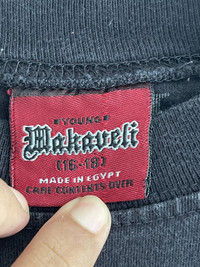 YOUNG
Makaveli
[16-18]
MADE IN EGYPT
CARE CONTENTS OVER